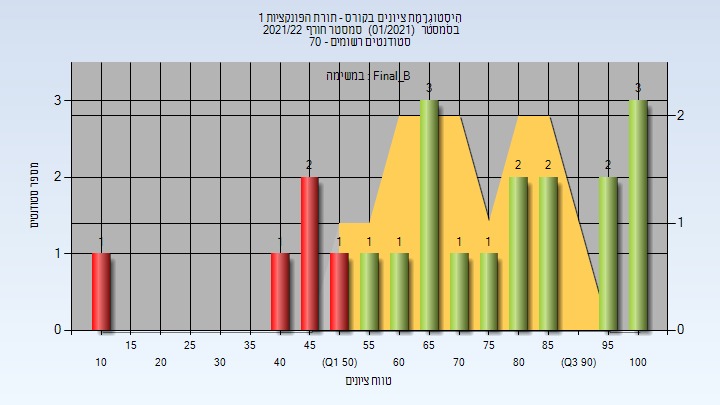 היסטוגרמת ציונים בקורס - תורת הפונקציות 1
בסמסטר (01/2021) סמסטר חורף 2021/22
סטודנטים רשומים - 70
במשימה : Final_B
מספר סטודנטים
3
2
1
0
2
1
0
1 1 2 1 1 1 3 1 1 2 2 2 3
15 25 35 45 55 65 75 85 95
10 20 30 40 (Q1 50) 60 70 80 (Q3 90) 100
טווח ציונים